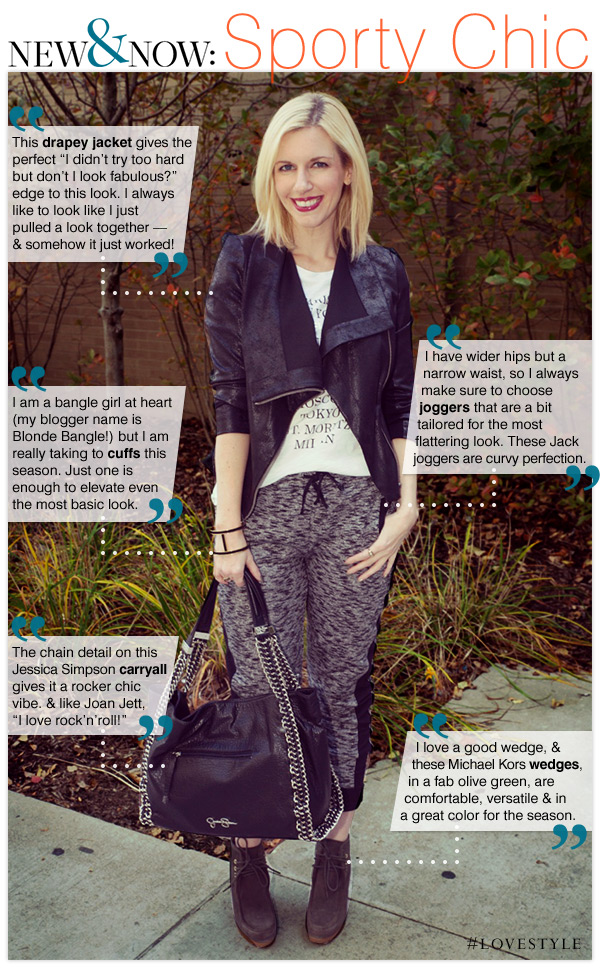 NEW&NOW: Sporty Chic
“
This drapey jacket gives the
perfect “I didn’t try too hard
but don’t I look fabulous?”
edge to this look. I always
like to look like I just
pulled a look together —
& somehow it just worked!
”
“
I have wider hips but a
narrow waist, so I always
make sure to choose
joggers that are a bit
tailored for the most
flattering look. These Jack
joggers are curvy perfection.
”
“
I am a bangle girl at heart
(my blogger name is
Blonde Bangle!) but I am
really taking to cuffs this
season. Just one is
enough to elevate even
the most basic look.
”
“
The chain detail on this
Jessica Simpson carryall
gives it a rocker chic
vibe. & like Joan Jett,
“I love rock’n’roll!”
”
“
I love a good wedge, &
these Michael Kors wedges,
in a fab olive green, are
comfortable, versatile & in
a great color for the season.
”
TOKYO
#LOVESTYLE